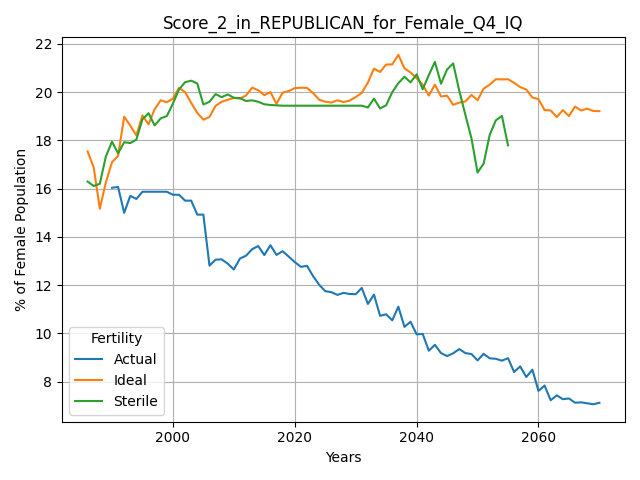 Score_2_in_REPUBLICAN_for_Female_Q4_IQ
% of Female Population
22
20
18
16
14
12
10
8
Fertility
Actual
Ideal
Sterile
2000
2020
2040
2060
Years